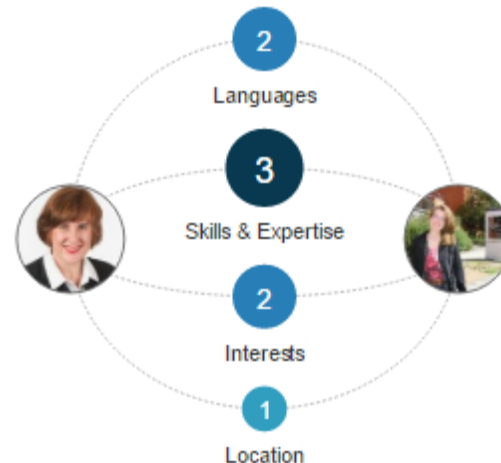 2
Languages
3
Skills & Expertise
2
Interests
1
Location